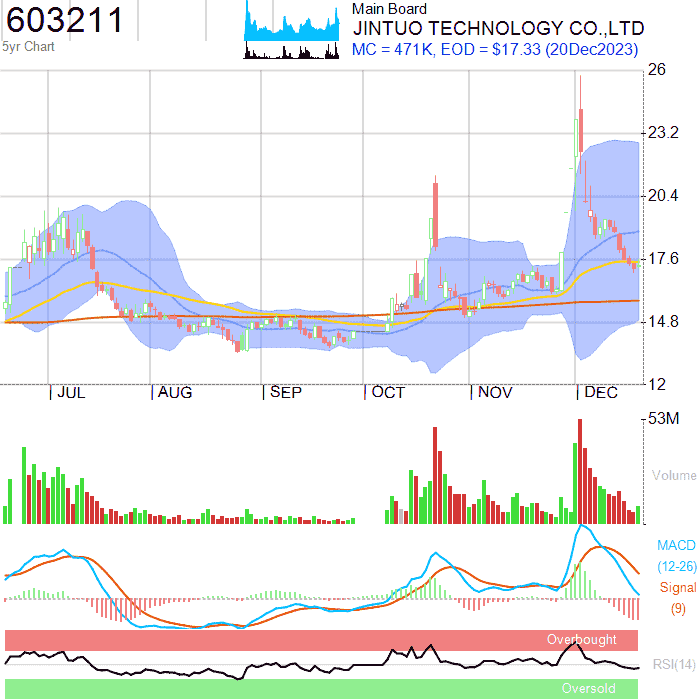 603211
5yr Chart
Main Board
JINTUO TECHNOLOGY CO.,LTD
MC = 471K, EOD = $17.33 (20Dec2023)
26
23.2
20.4
17.6
14.8
12
JUL AUG SEP OCT NOV DEC
53M
Volume
MACD
(12-26)
Signal
(9)
Overbought
RSI(14)
Oversold